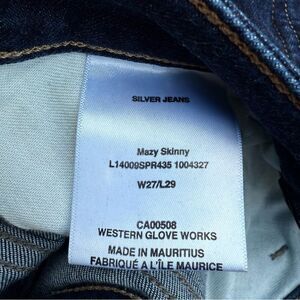 SILVER JEANS
Mazy Skinny
L14009SPR435 1004327
W27/L29
CA00508
WESTERN GLOVE WORKS
MADE IN MAURITIUS
FABRIQUÉ A L'ÎLE MAURICE